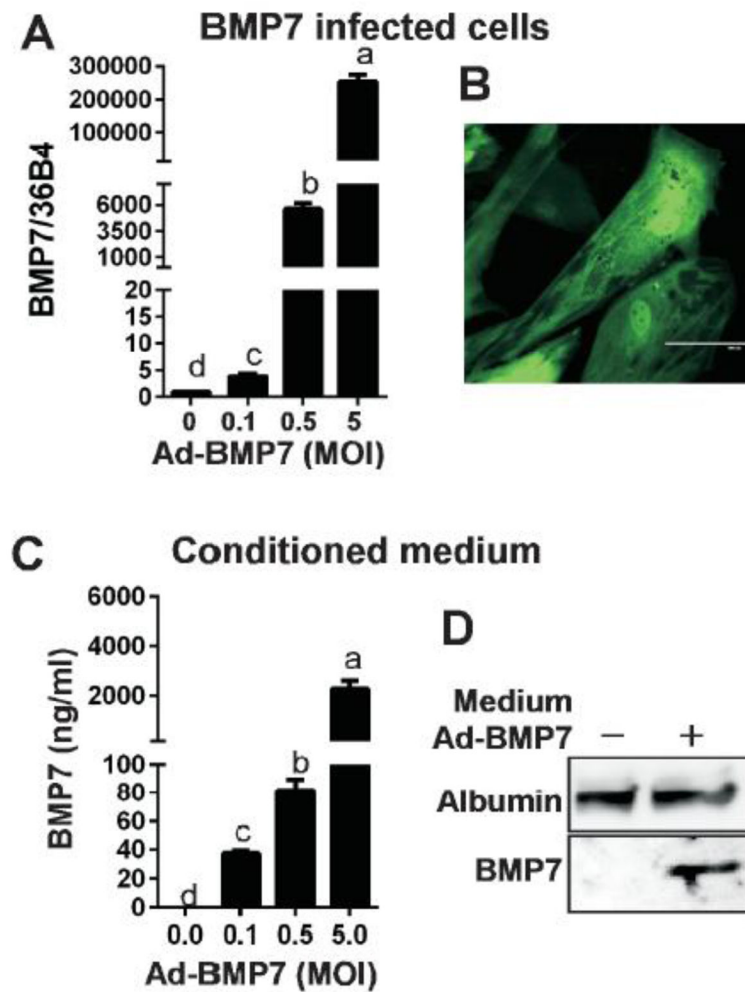 A
BMP7 infected cells
BMP7/36B4
300000
200000
100000
6000
3500
1000
20
15
10
5
0
d
c
b
a
0 0.1 0.5 5
Ad-BMP7 (MOI)
B
C
Conditioned medium
BMP7 (ng/ml)
6000
4000
2000
100
80
60
40
20
0
d
c
b
a
0.0 0.1 0.5 5.0
Ad-BMP7 (MOI)
D
Medium
Ad-BMP7 − +
Albumin
BMP7